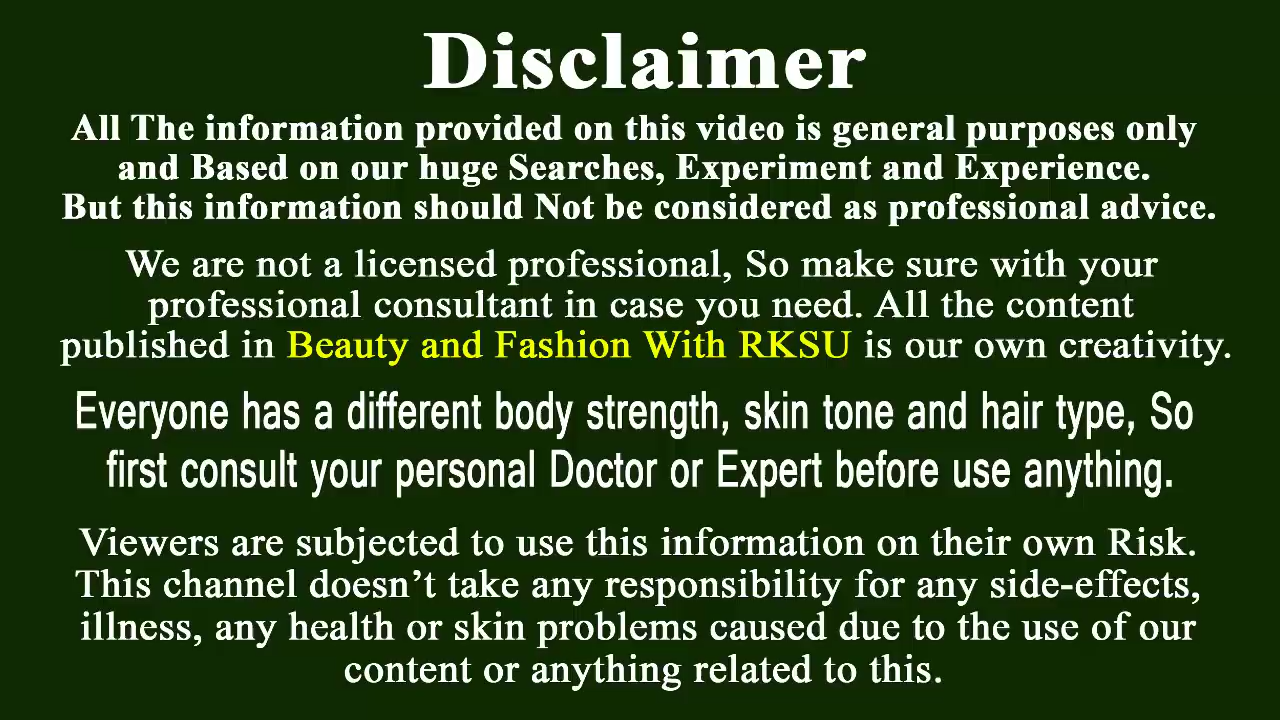 Disclaimer
All The information provided on this video is general purposes only
and Based on our huge Searches, Experiment and Experience.
But this information should Not be considered as professional advice.
We are not a licensed professional, So make sure with your
professional consultant in case you need. All the content
published in Beauty and Fashion With RKSU is our own creativity.
Everyone has a different body strength, skin tone and hair type, So
first consult your personal Doctor or Expert before use anything.
Viewers are subjected to use this information on their own Risk.
This channel doesn’t take any responsibility for any side-effects,
illness, any health or skin problems caused due to the use of our
content or anything related to this.